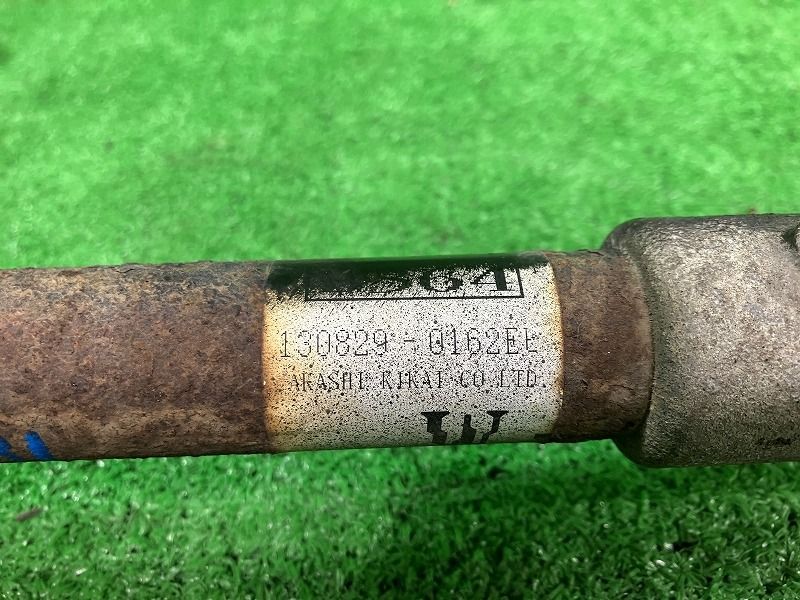 130829-0162EE
AKASHI KIKAI CO LTD
W